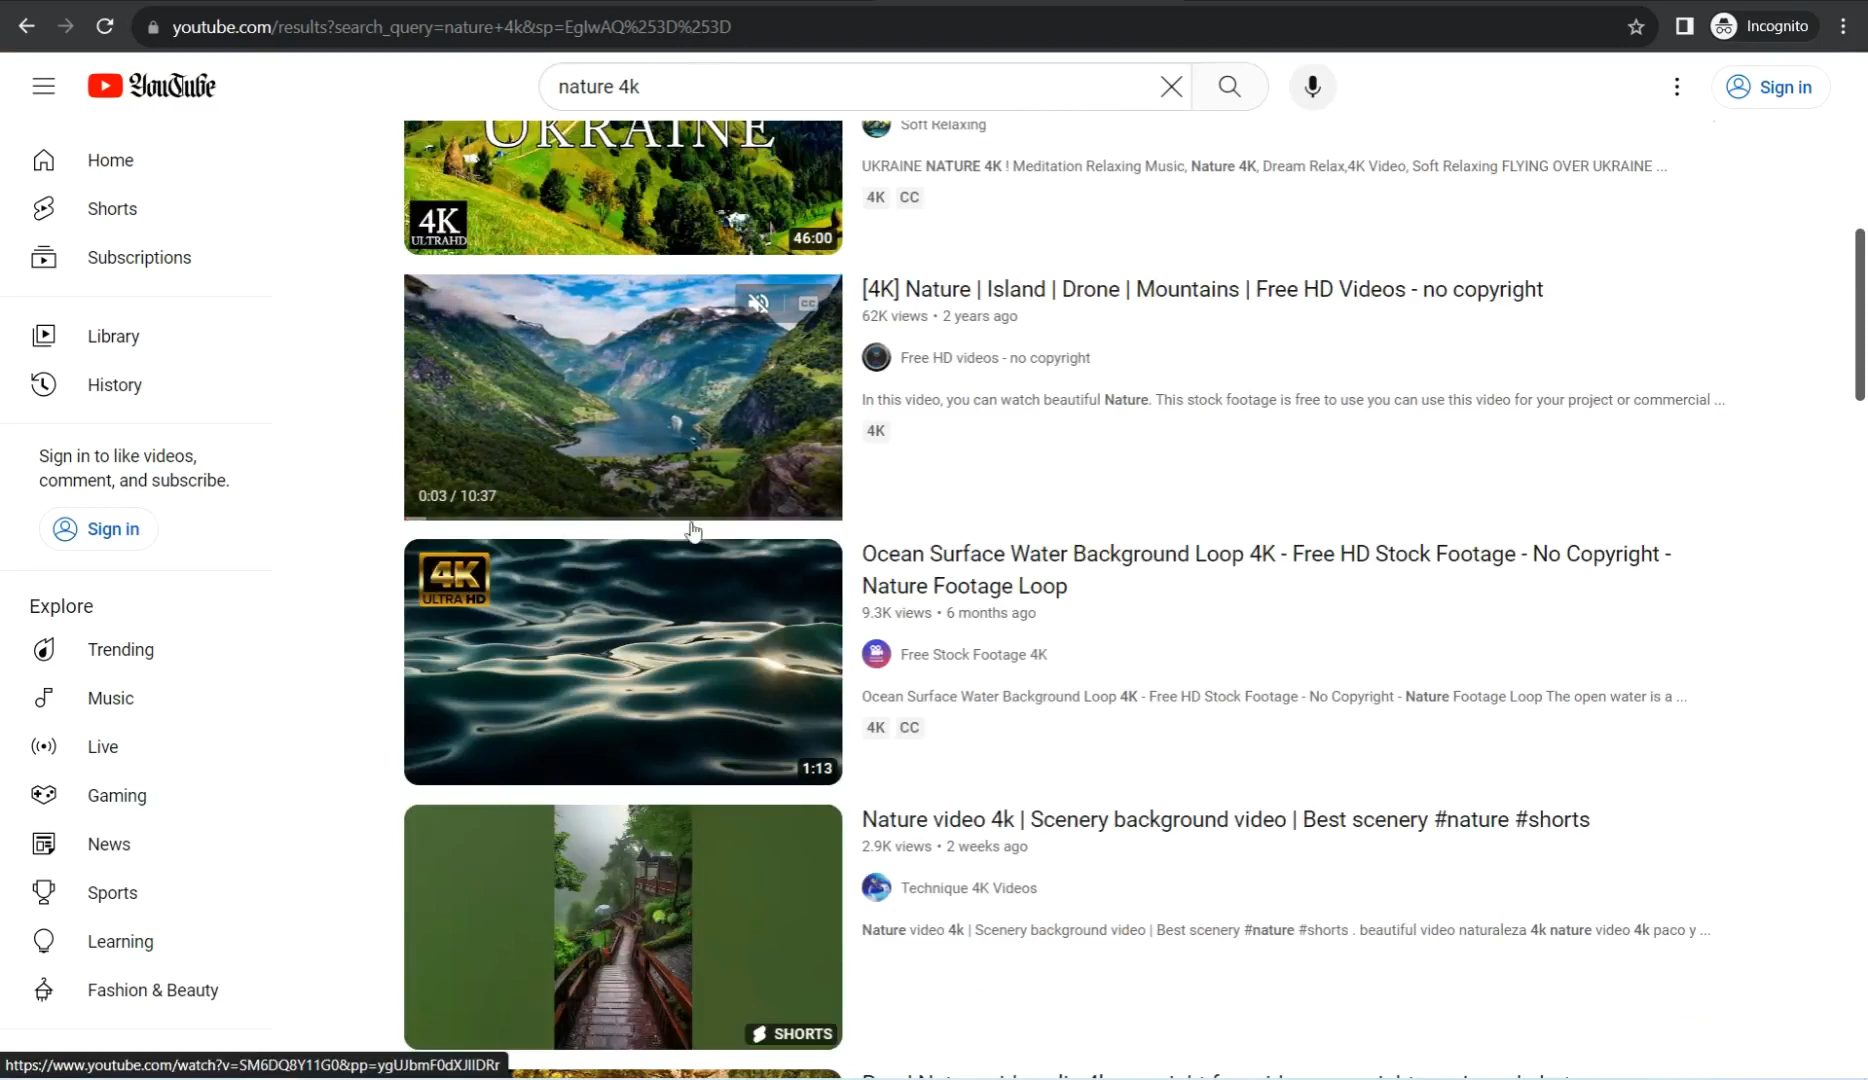 youtube.com/results?search_query=nature+4k&sp=EgIwAQ%253D%253D
Incognito
YouTube
nature 4k
Sign in
Home
Shorts
Subscriptions
Library
History
Sign in to like videos,
comment, and subscribe.
Sign in
Explore
Trending
Music
Live
Gaming
News
Sports
Learning
Fashion & Beauty
UKRAINE
4K
ULTRAHD
46:00
Soft Relaxing
UKRAINE NATURE 4K ! Meditation Relaxing Music, Nature 4K, Dream Relax,4K Video, Soft Relaxing FLYING OVER UKRAINE ...
4K CC
CC
0:03 / 10:37
[4K] Nature | Island | Drone | Mountains | Free HD Videos - no copyright
62K views • 2 years ago
Free HD videos - no copyright
In this video, you can watch beautiful Nature. This stock footage is free to use you can use this video for your project or commercial ...
4K
4K
ULTRA HD
1:13
Ocean Surface Water Background Loop 4K - Free HD Stock Footage - No Copyright -
Nature Footage Loop
9.3K views • 6 months ago
Free Stock Footage 4K
Ocean Surface Water Background Loop 4K - Free HD Stock Footage - No Copyright - Nature Footage Loop The open water is a ...
4K CC
SHORTS
Nature video 4k | Scenery background video | Best scenery #nature #shorts
2.9K views • 2 weeks ago
Technique 4K Videos
Nature video 4k | Scenery background video | Best scenery #nature #shorts . beautiful video naturaleza 4k nature video 4k paco y ...
https://www.youtube.com/watch?v=SM6DQ8Y11G0&pp=ygUJbmF0dXJlIDRr